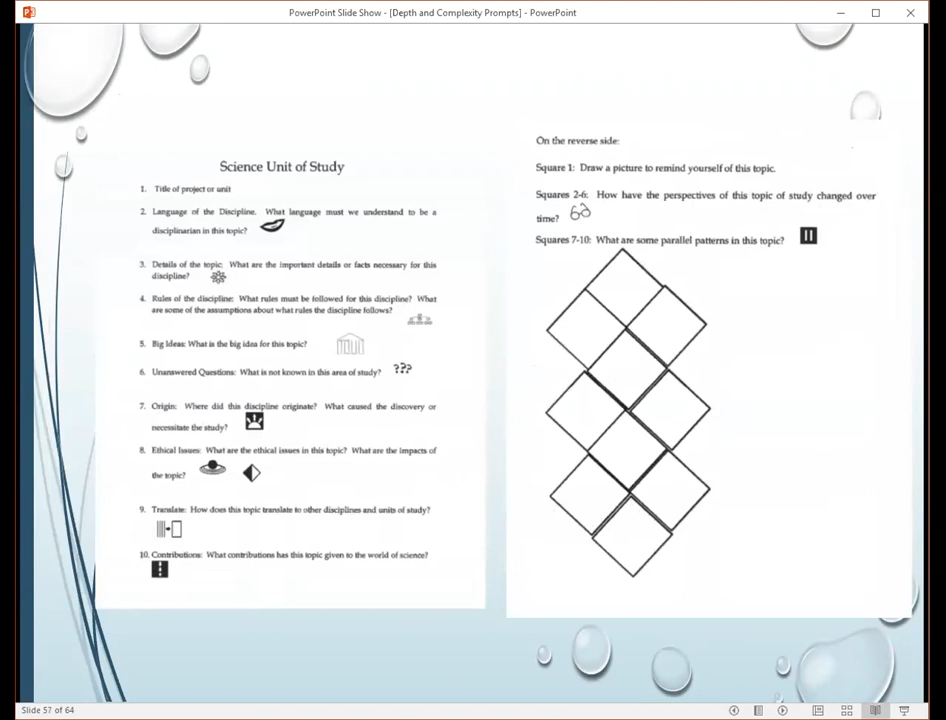 PowerPoint Slide Show - [Depth and Complexity Prompts] - PowerPoint
Science Unit of Study
1. Title of project or unit
2. Language of the Discipline. What language must we understand to be a
disciplinarian in this topic?
3. Details of the topic. What are the important details or facts necessary for this
discipline?
4. Rules of the discipline: What rules must be followed for this discipline? What
are some of the assumptions about what rules the discipline follows?
5. Big Ideas: What is the big idea for this topic?
6. Unanswered Questions: What is not known in this area of study? ???
7. Origin: Where did this discipline originate? What caused the discovery or
necessitate the study?
8. Ethical Issues: What are the ethical issues in this topic? What are the impacts of
the topic?
9. Translate: How does this topic translate to other disciplines and units of study?
10. Contributions: What contributions has this topic given to the world of science?
On the reverse side:
Square 1: Draw a picture to remind yourself of this topic.
Squares 2-6: How have the perspectives of this topic of study changed over
time?
Squares 7-10: What are some parallel patterns in this topic?
Slide 57 of 64